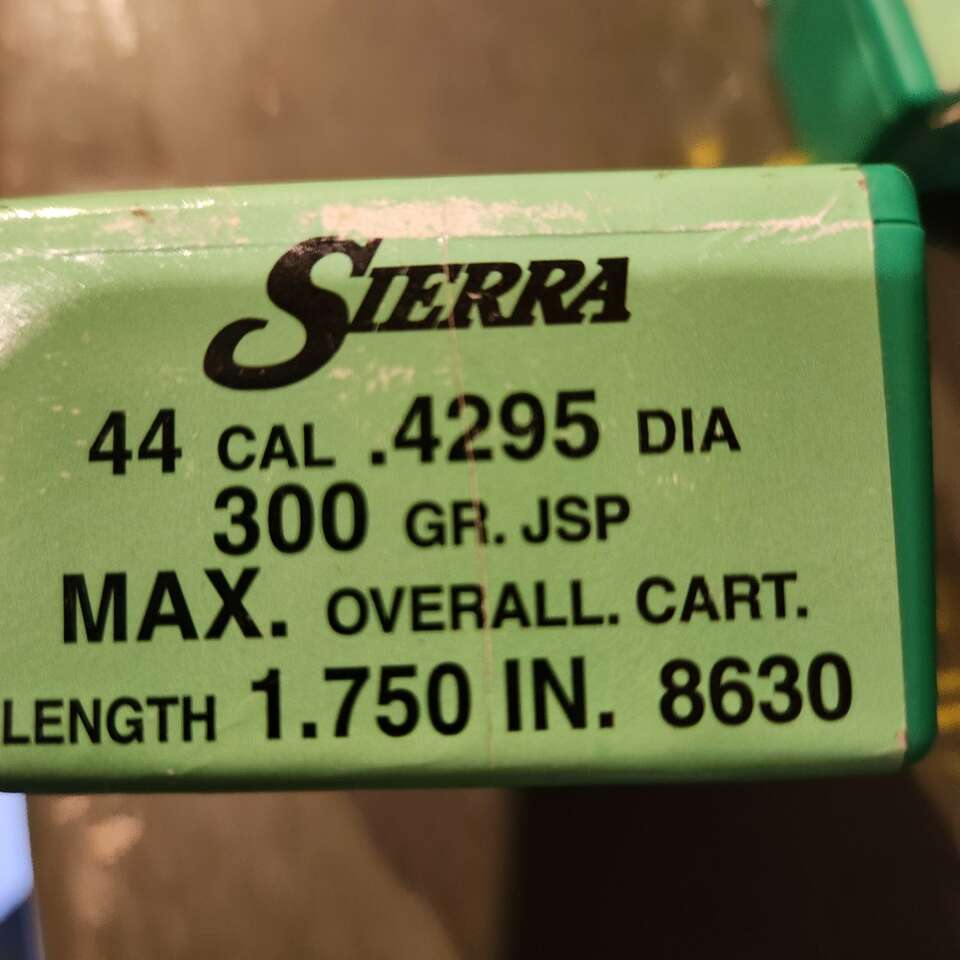 SIERRA
44 CAL .4295 DIA
300 GR. JSP
MAX. OVERALL. CART.
LENGTH 1.750 IN. 8630